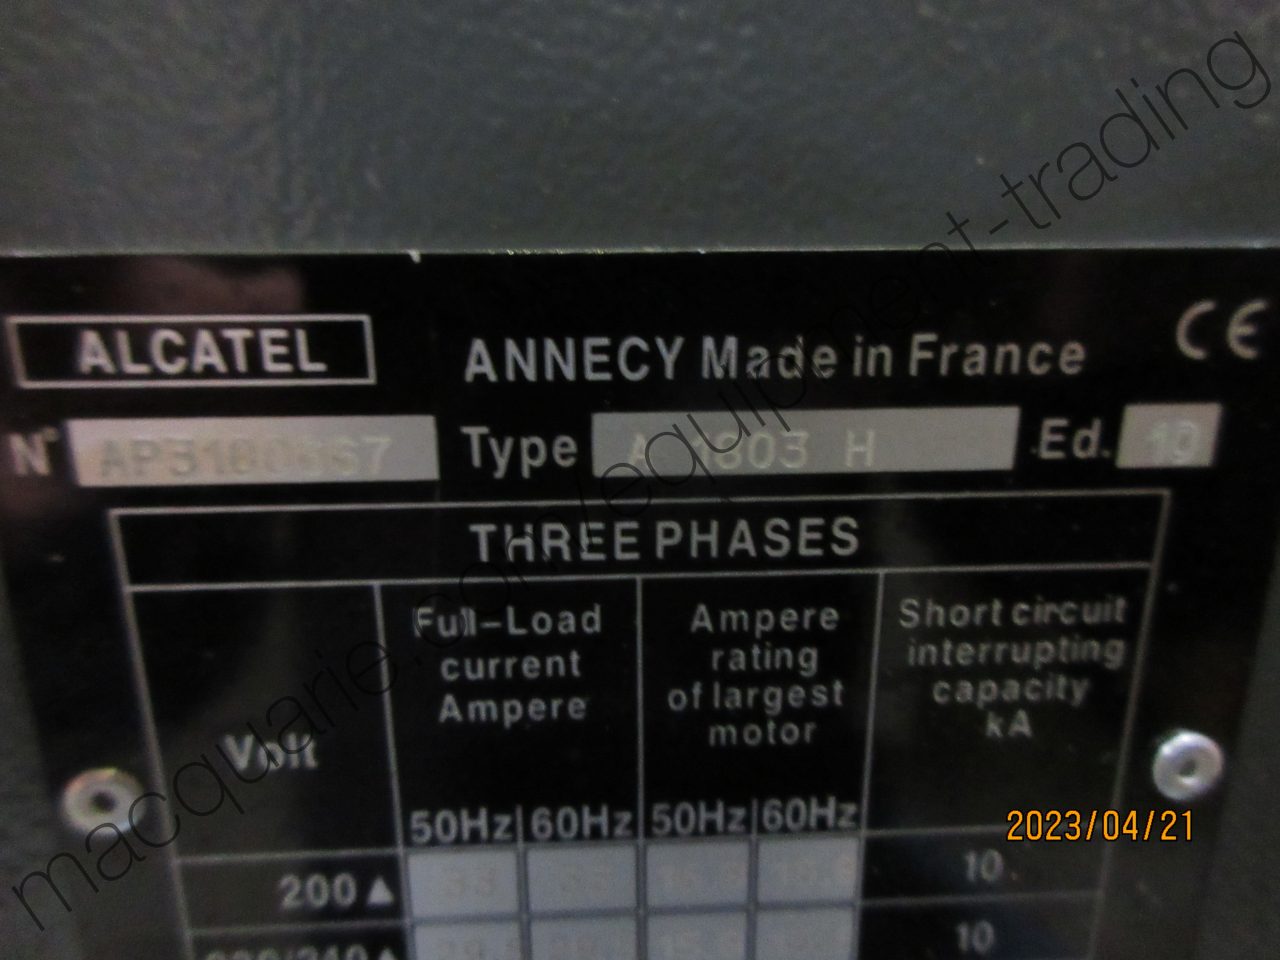 ALCATEL ANNECY Made in France CE
N° Type A 1803 H Ed. 10
THREE PHASES
Volt
Full-Load
current
Ampere
Ampere
rating
of largest
motor
Short circuit
interrupting
capacity
kA
50Hz 60Hz 50Hz 60Hz
200 ▲ 10
10
2023/04/21
macquarie.com/equipment-trading